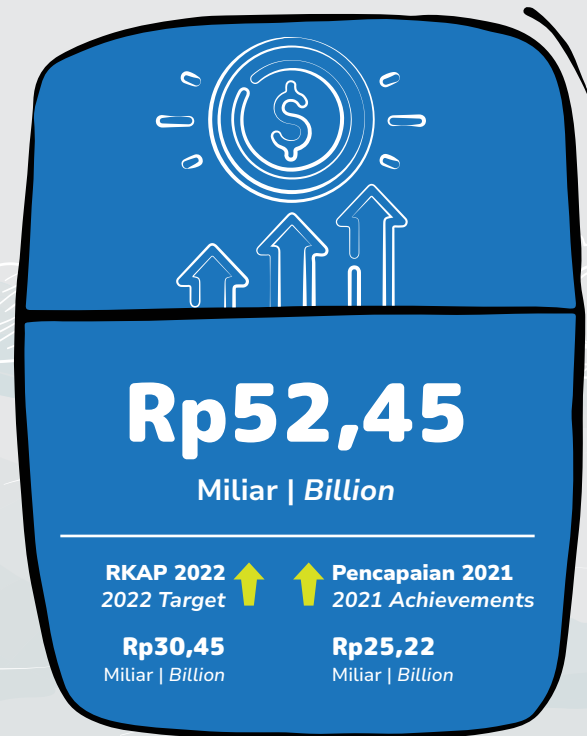 $
Rp52,45
Miliar | Billion
RKAP 2022
2022 Target
Rp30,45
Miliar | Billion
Pencapaian 2021
2021 Achievements
Rp25,22
Miliar | Billion